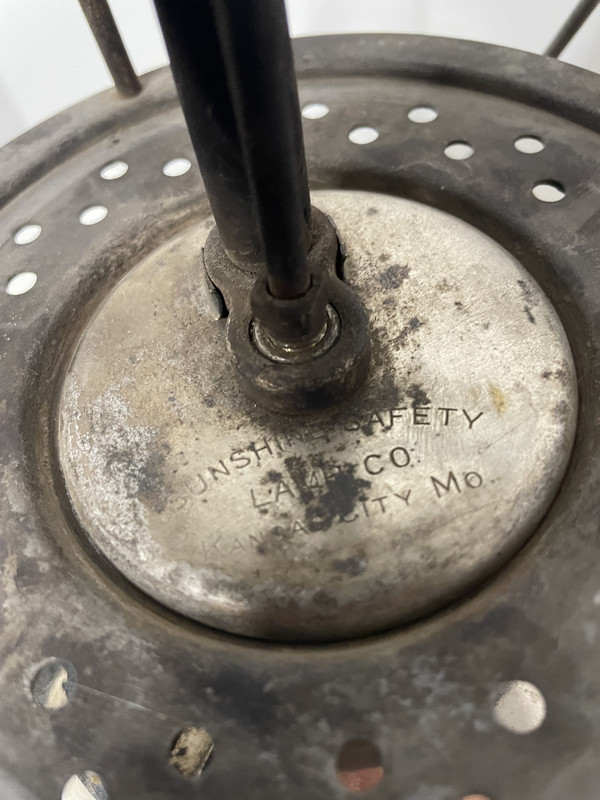 SUNSHINE SAFETY
LAMP CO.
KANSAS CITY MO.